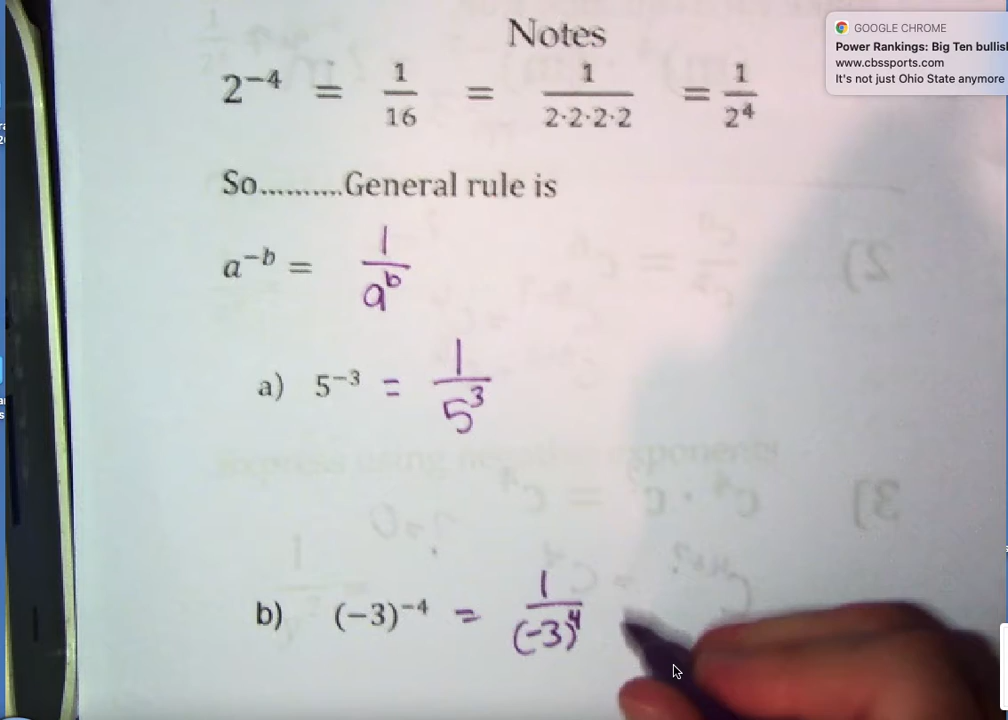 Notes
GOOGLE CHROME
Power Rankings: Big Ten bullis
www.cbssports.com
It's not just Ohio State anymore
2⁻⁴ = 1/16 = 1/(2·2·2·2) = 1/2⁴
So..........General rule is
a⁻ᵇ = 1/aᵇ
a) 5⁻³ = 1/5³
b) (−3)⁻⁴ = 1/(-3)⁴